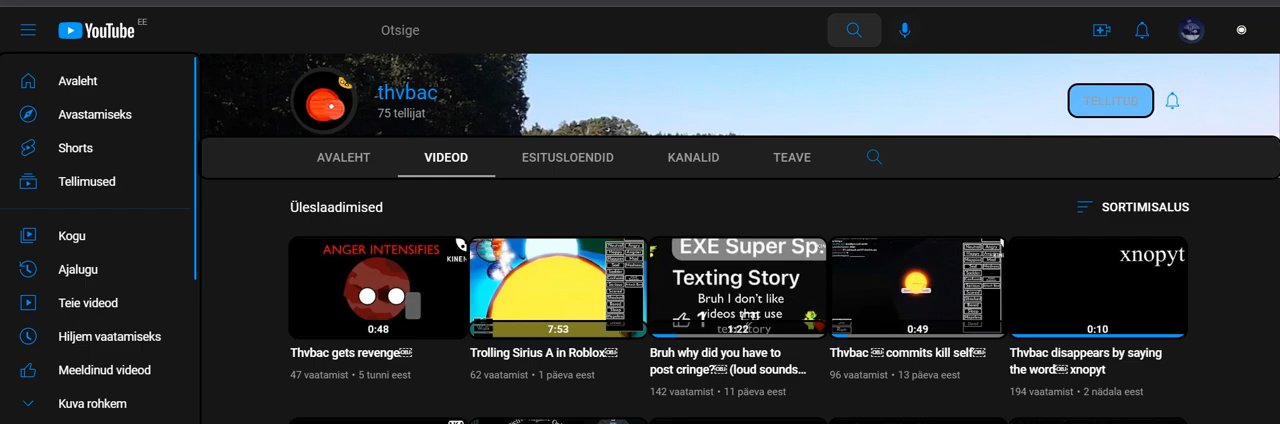 YouTube EE
Otsige
Avaleht
Avastamiseks
Shorts
Tellimused
Kogu
Ajalugu
Teie videod
Hiljem vaatamiseks
Meeldinud videod
Kuva rohkem
thvbac
75 tellijat
TELLITUD
AVALEHT
VIDEOD
ESITUSLOENDID
KANALID
TEAVE
Üleslaadimised
SORTIMISALUS
ANGER INTENSIFIES
KINEM
0:48
Thvbac gets revenge
47 vaatamist • 5 tunni eest
7:53
Trolling Sirius A in Roblox
62 vaatamist • 1 päeva eest
EXE Super Sp.
Texting Story
Bruh I don't like
videos that use
1:22
Bruh why did you have to
post cringe? (loud sounds...
142 vaatamist • 11 päeva eest
0:49
Thvbac commits kill self
96 vaatamist • 13 päeva eest
xnopyt
0:10
Thvbac disappears by saying
the word xnopyt
194 vaatamist • 2 nädala eest